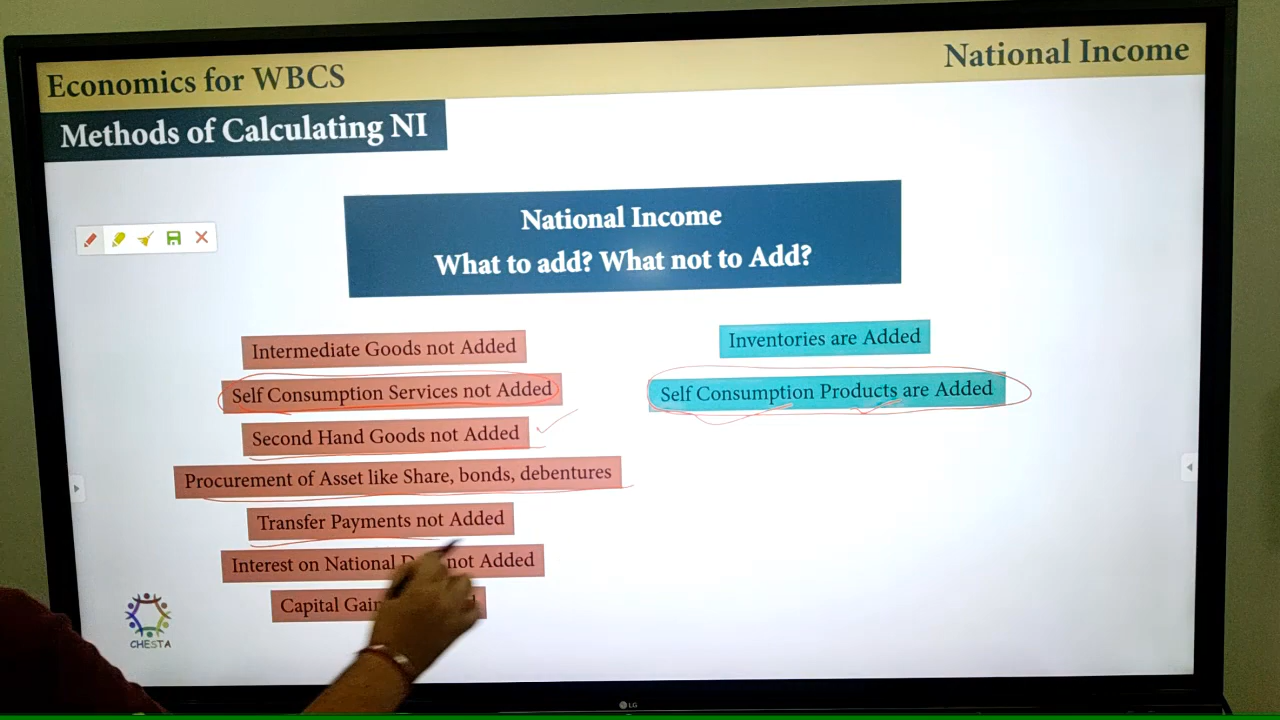 Economics for WBCS
National Income
Methods of Calculating NI
National Income
What to add? What not to Add?
Intermediate Goods not Added
Self Consumption Services not Added
Second Hand Goods not Added
Procurement of Asset like Share, bonds, debentures
Transfer Payments not Added
Interest on National not Added
Capital
Inventories are Added
Self Consumption Products are Added
CHESTA
LG